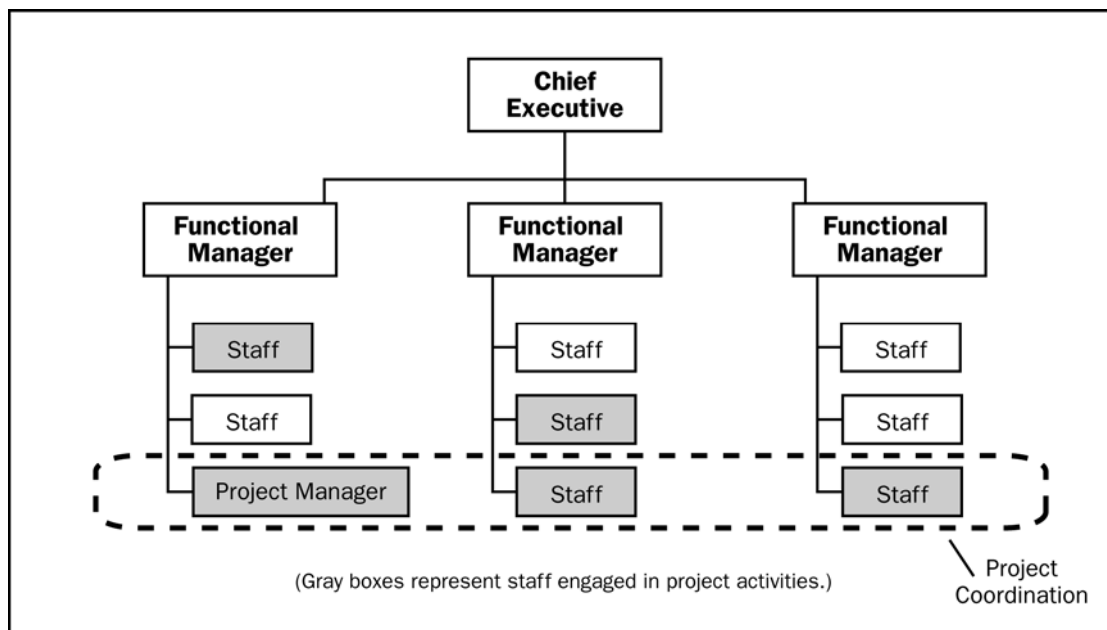 Chief
Executive
Functional
Manager
Functional
Manager
Functional
Manager
Staff
Staff
Staff
Staff
Staff
Staff
Project Manager
Staff
Staff
(Gray boxes represent staff engaged in project activities.)
Project
Coordination